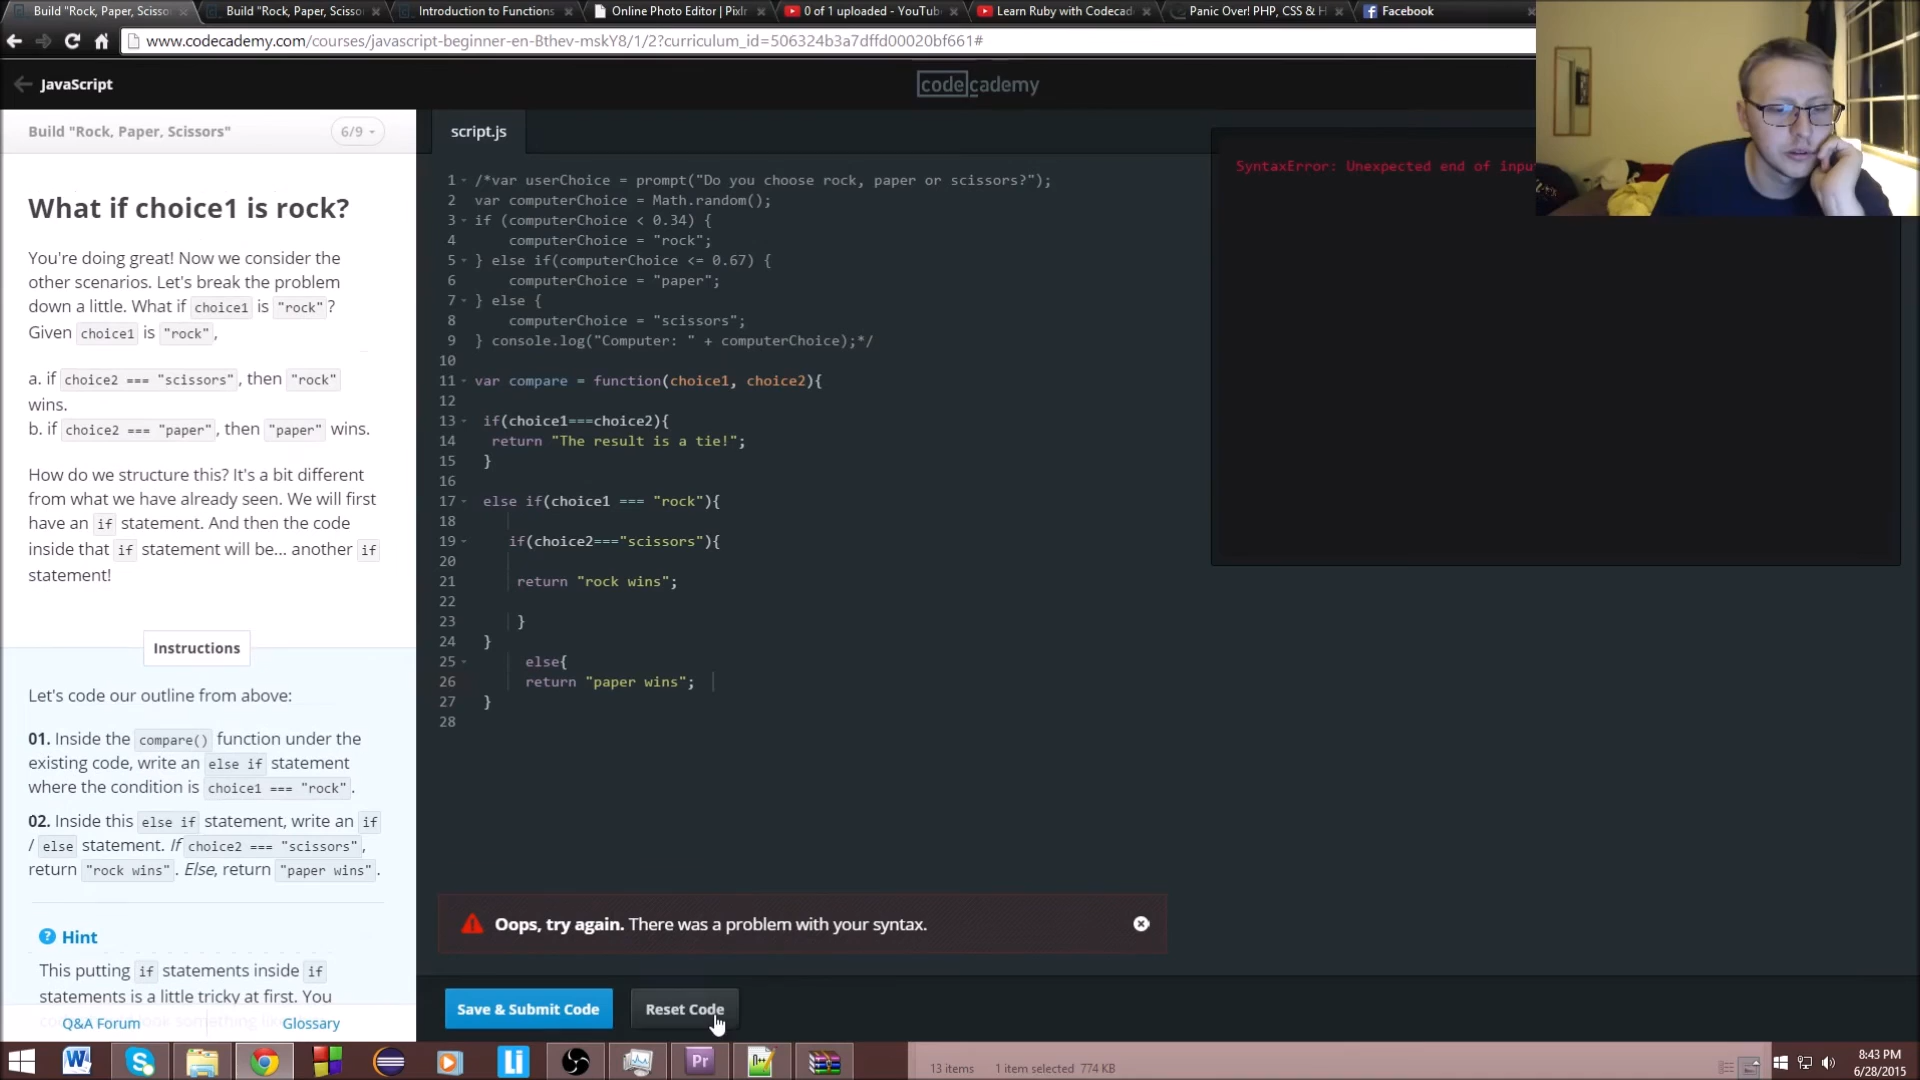 Build "Rock, Paper, Scisso
Build "Rock, Paper, Scisso
Introduction to Functions
Online Photo Editor | Pixlr
0 of 1 uploaded - YouTub
Learn Ruby with Codecad
Panic Over! PHP, CSS & H
Facebook
www.codecademy.com/courses/javascript-beginner-en-Bthev-mskY8/1/2?curriculum_id=506324b3a7dffd00020bf661#
JavaScript
codecademy
Build "Rock, Paper, Scissors"
6/9
What if choice1 is rock?
You're doing great! Now we consider the
other scenarios. Let's break the problem
down a little. What if choice1 is "rock"?
Given choice1 is "rock",
a. if choice2 === "scissors", then "rock"
wins.
b. if choice2 === "paper", then "paper" wins.
How do we structure this? It's a bit different
from what we have already seen. We will first
have an if statement. And then the code
inside that if statement will be... another if
statement!
Instructions
Let's code our outline from above:
01. Inside the compare() function under the
existing code, write an else if statement
where the condition is choice1 === "rock".
02. Inside this else if statement, write an if
/ else statement. If choice2 === "scissors",
return "rock wins". Else, return "paper wins".
Hint
This putting if statements inside if
statements is a little tricky at first. You
Q&A Forum
Glossary
script.js
1 /*var userChoice = prompt("Do you choose rock, paper or scissors?");
2 var computerChoice = Math.random();
3 if (computerChoice < 0.34) {
4 computerChoice = "rock";
5 } else if(computerChoice <= 0.67) {
6 computerChoice = "paper";
7 } else {
8 computerChoice = "scissors";
9 } console.log("Computer: " + computerChoice);*/
10
11 var compare = function(choice1, choice2){
12
13 if(choice1===choice2){
14 return "The result is a tie!";
15 }
16
17 else if(choice1 === "rock"){
18
19 if(choice2==="scissors"){
20
21 return "rock wins";
22
23 }
24 }
25 else{
26 return "paper wins";
27 }
28
Oops, try again. There was a problem with your syntax.
Save & Submit Code
Reset Code
SyntaxError: Unexpected end of inpu
13 items
1 item selected 774 KB
8:43 PM
6/28/2015